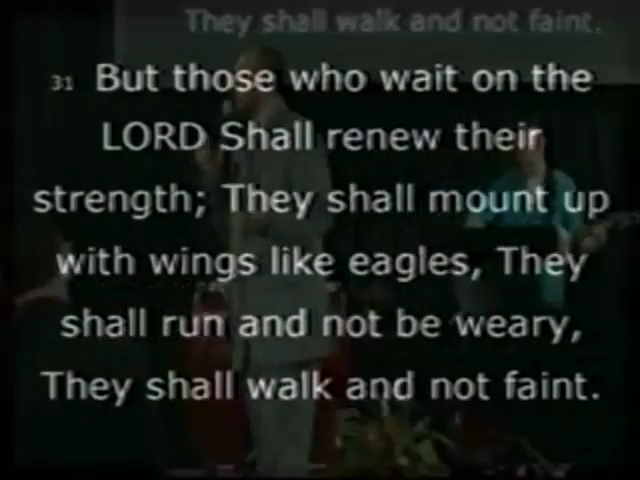 They shall walk and not faint.
31 But those who wait on the
LORD Shall renew their
strength; They shall mount up
with wings like eagles, They
shall run and not be weary,
They shall walk and not faint.